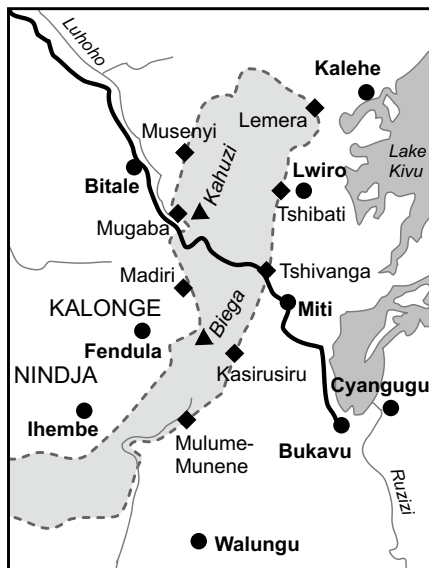 Luhoho
Kalehe
Lemera
Musenyi
Lake
Kivu
Bitale
Kahuzi
Lwiro
Tshibati
Mugaba
Madiri
Tshivanga
KALONGE
Biega
Miti
Fendula
NINDJA
Kasirusiru
Cyangugu
Ihembe
Mulume-
Munene
Bukavu
Ruzizi
Walungu